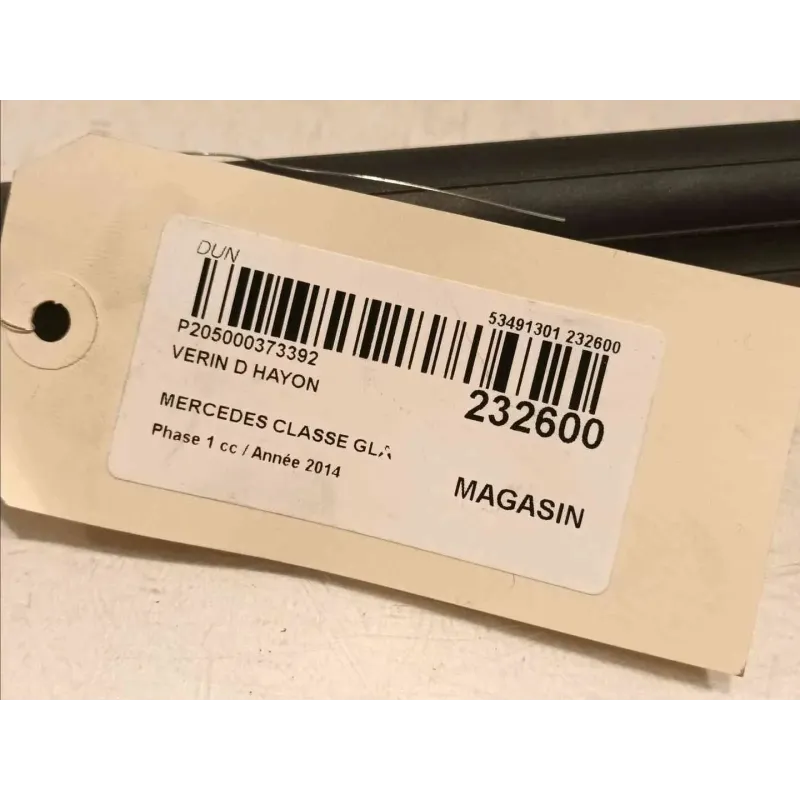 DUN
53491301 232600
P205000373392
VERIN D HAYON
232600
MERCEDES CLASSE GLA
Phase 1 cc / Année 2014
MAGASIN